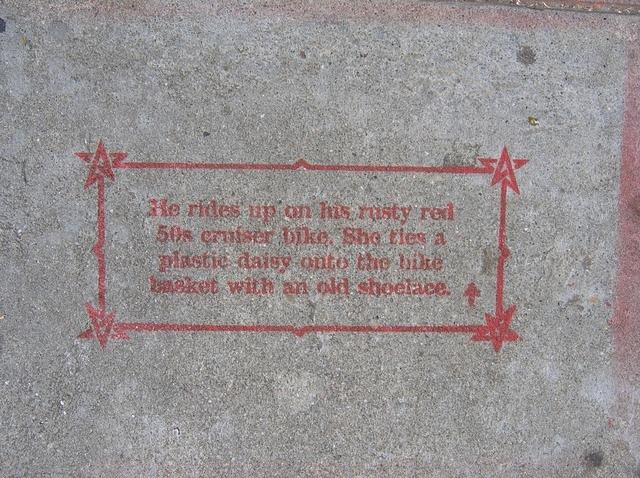 He rides up on his rusty red
50s cruiser bike. She ties a
plastic daisy onto the bike
basket with an old shoelace.